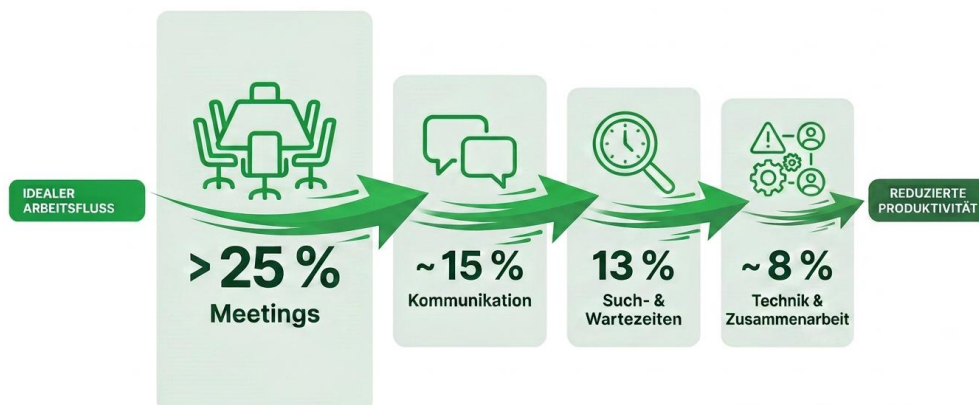 IDEALER
ARBEITSFLUSS
> 25 %
Meetings
~ 15 %
Kommunikation
13 %
Such- &
Wartezeiten
~ 8 %
Technik &
Zusammenarbeit
REDUZIERTE
PRODUKTIVITÄT